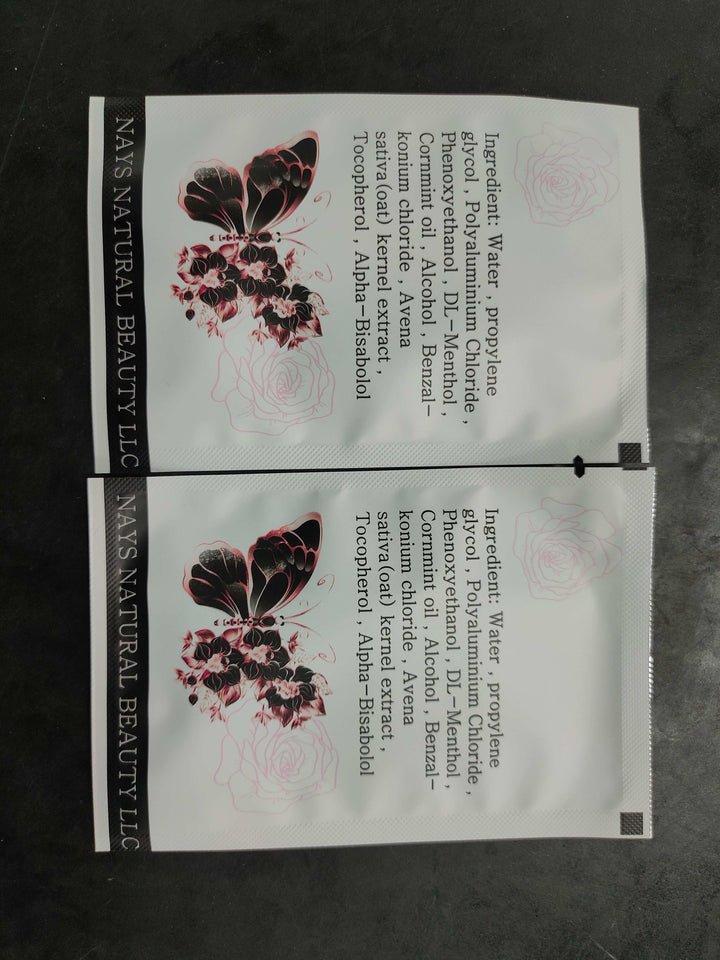 Ingredient: Water , propylene
glycol , Polyaluminium Chloride ,
Phenoxyethanol , DL-Menthol ,
Cornmint oil , Alcohol , Benzal-
konium chloride , Avena
sativa(oat) kernel extract ,
Tocopherol , Alpha-Bisabolol
NAYS NATURAL BEAUTY LLC
Ingredient: Water , propylene
glycol , Polyaluminium Chloride ,
Phenoxyethanol , DL-Menthol ,
Cornmint oil , Alcohol , Benzal-
konium chloride , Avena
sativa(oat) kernel extract ,
Tocopherol , Alpha-Bisabolol
NAYS NATURAL BEAUTY LLC